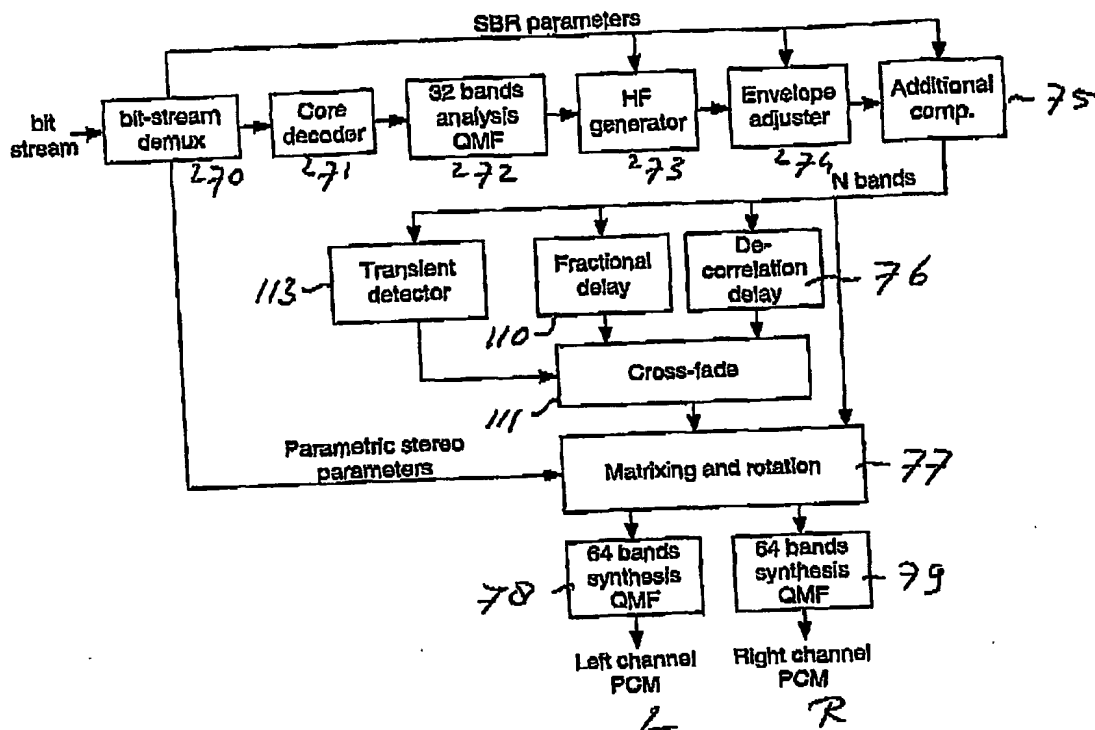 SBR parameters
bit
stream
bit-stream
demux
270
Core
decoder
271
32 bands
analysis
QMF
272
HF
generator
273
Envelope
adjuster
274
Additional
comp.
75
N bands
Transient
detector
113
Fractional
delay
110
De-
correlation
delay
76
Cross-fade
111
Parametric stereo
parameters
Matrixing and rotation
77
64 bands
synthesis
QMF
78
64 bands
synthesis
QMF
79
Left channel
PCM
L
Right channel
PCM
R